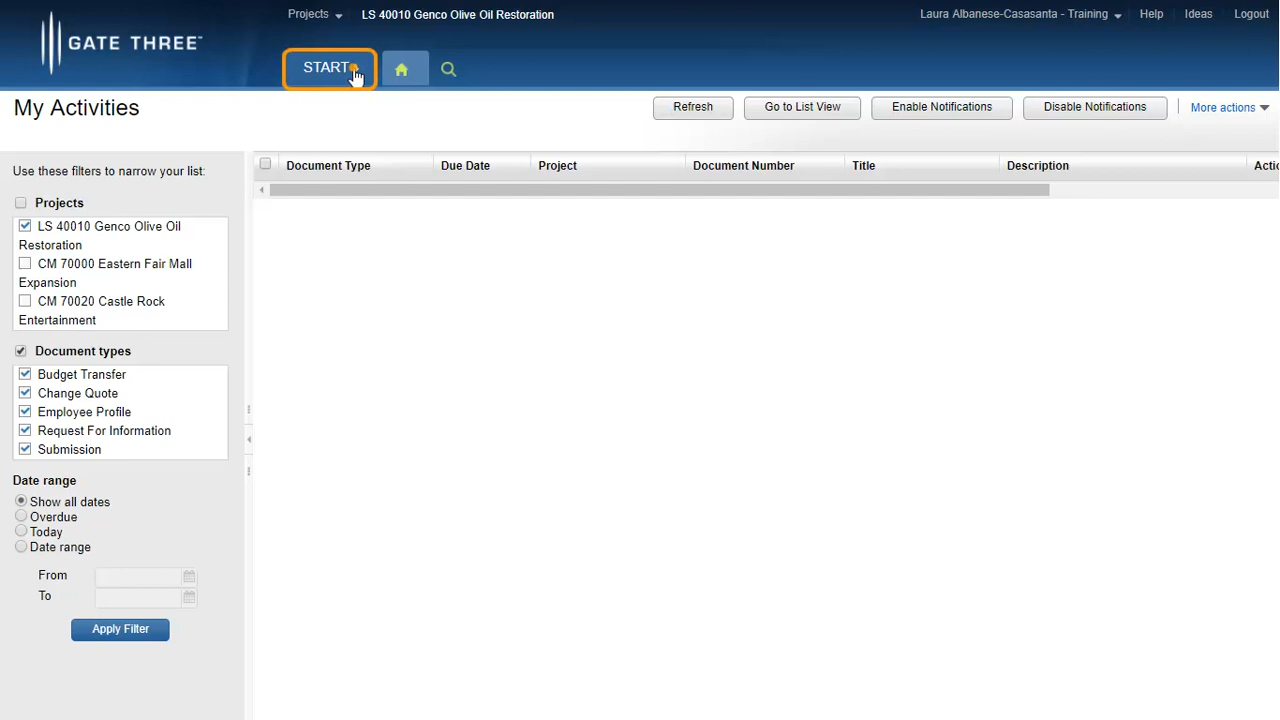 Projects LS 40010 Genco Olive Oil Restoration Laura Albanese-Casasanta - Training Help Ideas Logout
GATE THREE™
START
My Activities Refresh Go to List View Enable Notifications Disable Notifications More actions
Use these filters to narrow your list:
Document Type Due Date Project Document Number Title Description Actio
Projects
LS 40010 Genco Olive Oil
Restoration
CM 70000 Eastern Fair Mall
Expansion
CM 70020 Castle Rock
Entertainment
Document types
Budget Transfer
Change Quote
Employee Profile
Request For Information
Submission
Date range
Show all dates
Overdue
Today
Date range
From
To
Apply Filter